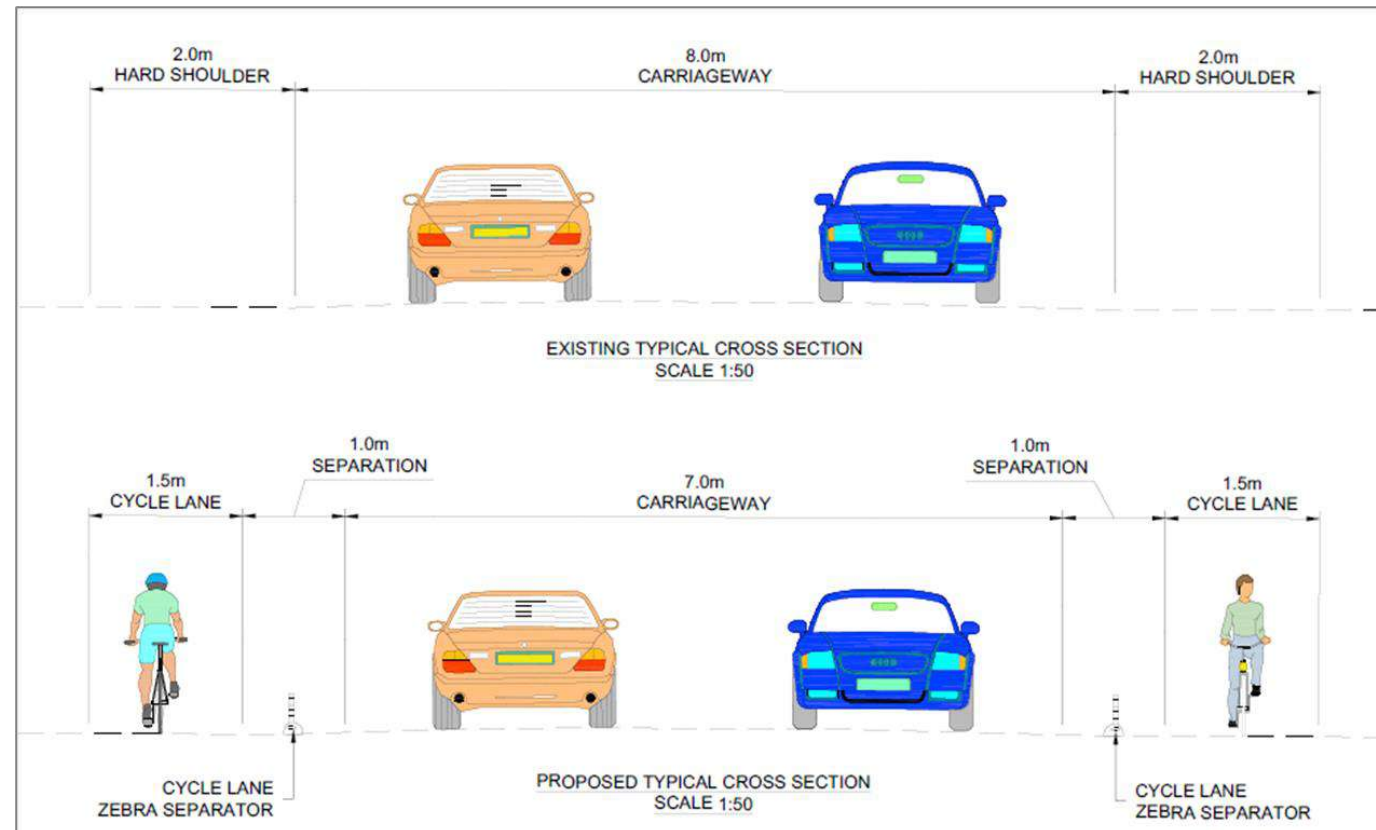 2.0m
HARD SHOULDER
8.0m
CARRIAGEWAY
2.0m
HARD SHOULDER
EXISTING TYPICAL CROSS SECTION
SCALE 1:50
1.5m
CYCLE LANE
1.0m
SEPARATION
7.0m
CARRIAGEWAY
1.0m
SEPARATION
1.5m
CYCLE LANE
CYCLE LANE
ZEBRA SEPARATOR
PROPOSED TYPICAL CROSS SECTION
SCALE 1:50
CYCLE LANE
ZEBRA SEPARATOR